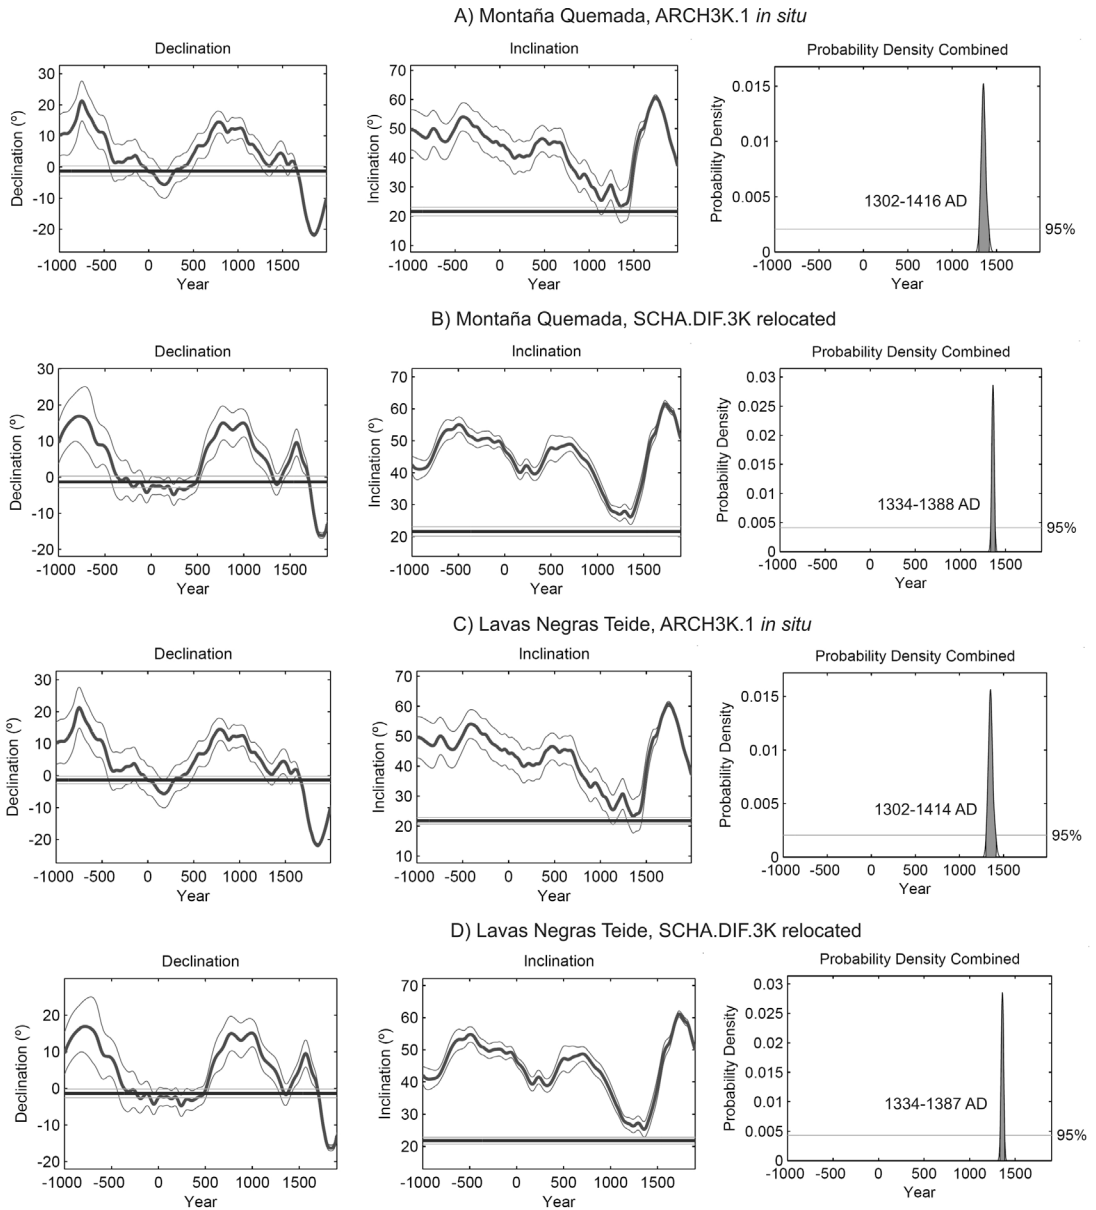 A) Montaña Quemada, ARCH3K.1 in situ
Declination
Inclination
Probability Density Combined
Declination (º)
30
20
10
0
-10
-20
-1000 -500 0 500 1000 1500
Year
Inclination (º)
70
60
50
40
30
20
10
-1000 -500 0 500 1000 1500
Year
Probability Density
0.015
0.01
0.005
0
1302-1416 AD
95%
-1000 -500 0 500 1000 1500
Year
B) Montaña Quemada, SCHA.DIF.3K relocated
Declination
Inclination
Probability Density Combined
Declination (º)
30
20
10
0
-10
-20
-1000 -500 0 500 1000 1500
Year
Inclination (º)
70
60
50
40
30
20
-1000 -500 0 500 1000 1500
Year
Probability Density
0.03
0.025
0.02
0.015
0.01
0.005
0
1334-1388 AD
95%
-1000 -500 0 500 1000 1500
Year
C) Lavas Negras Teide, ARCH3K.1 in situ
Declination
Inclination
Probability Density Combined
Declination (º)
30
20
10
0
-10
-20
-1000 -500 0 500 1000 1500
Year
Inclination (º)
70
60
50
40
30
20
10
-1000 -500 0 500 1000 1500
Year
Probability Density
0.015
0.01
0.005
0
1302-1414 AD
95%
-1000 -500 0 500 1000 1500
Year
D) Lavas Negras Teide, SCHA.DIF.3K relocated
Declination
Inclination
Probability Density Combined
Declination (º)
20
10
0
-10
-20
-1000 -500 0 500 1000 1500
Year
Inclination (º)
70
60
50
40
30
20
-1000 -500 0 500 1000 1500
Year
Probability Density
0.03
0.025
0.02
0.015
0.01
0.005
0
1334-1387 AD
95%
-1000 -500 0 500 1000 1500
Year